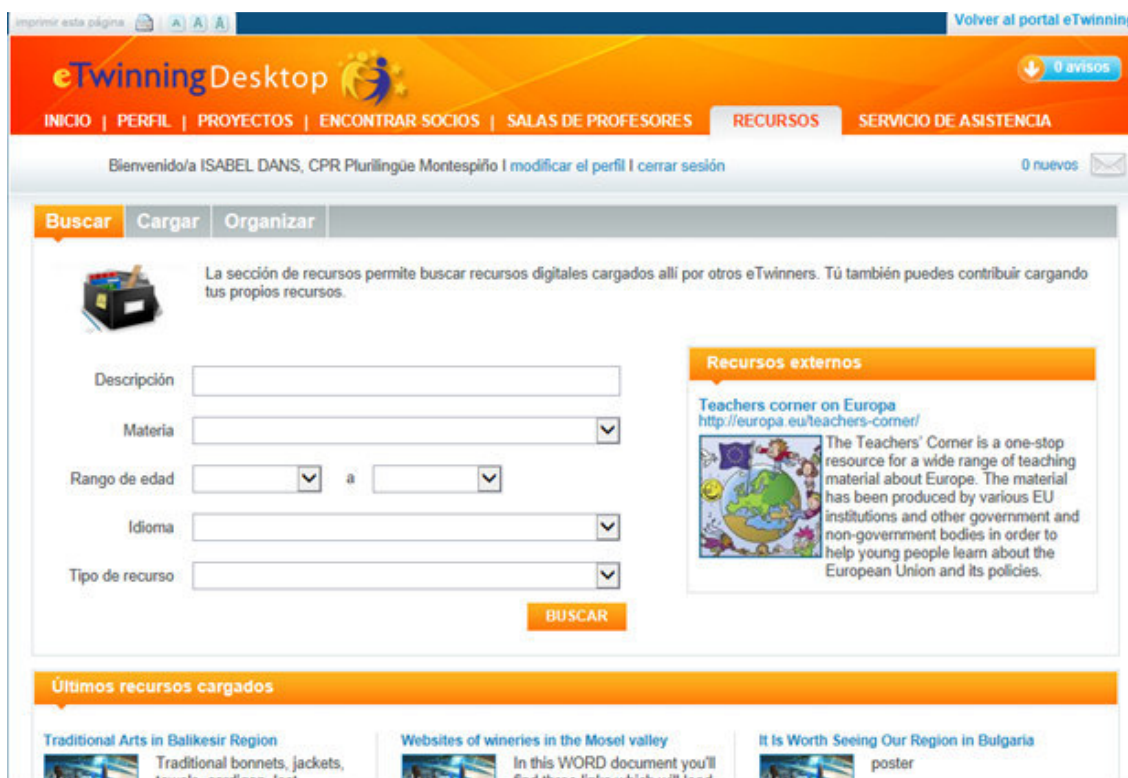 imprimir esta página A A A
Volver al portal eTwinning
eTwinning Desktop
0 avisos
INICIO | PERFIL | PROYECTOS | ENCONTRAR SOCIOS | SALAS DE PROFESORES RECURSOS SERVICIO DE ASISTENCIA
Bienvenido/a ISABEL DANS, CPR Plurilingüe Montespiño I modificar el perfil I cerrar sesión
0 nuevos
Buscar Cargar Organizar
La sección de recursos permite buscar recursos digitales cargados allí por otros eTwinners. Tú también puedes contribuir cargando
tus propios recursos.
Descripción
Materia
Rango de edad a
Idioma
Tipo de recurso
BUSCAR
Recursos externos
Teachers corner on Europa
http://europa.eu/teachers-corner/
The Teachers' Corner is a one-stop
resource for a wide range of teaching
material about Europe. The material
has been produced by various EU
institutions and other government and
non-government bodies in order to
help young people learn about the
European Union and its policies.
Últimos recursos cargados
Traditional Arts in Balikesir Region
Traditional bonnets, jackets,
Websites of wineries in the Mosel valley
In this WORD document you'll
find three links which will lead
It Is Worth Seeing Our Region in Bulgaria
poster